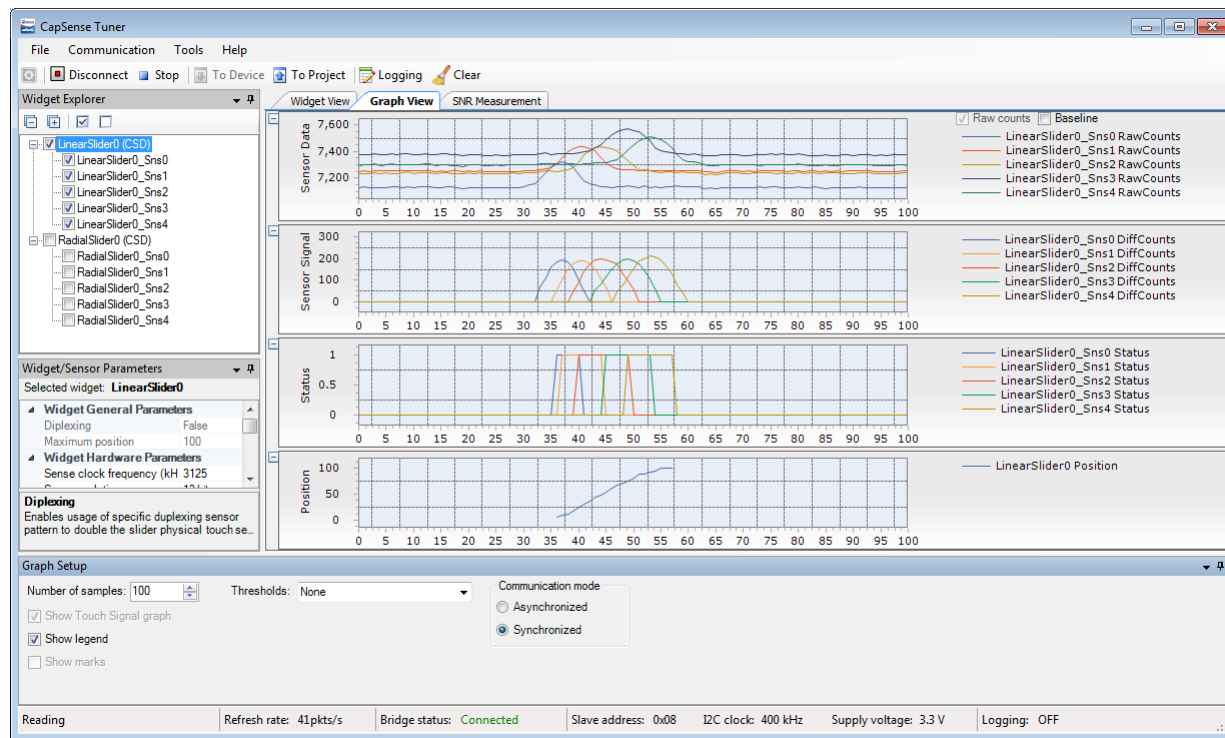 CapSense Tuner
File Communication Tools Help
Disconnect Stop To Device To Project Logging Clear
Widget Explorer
LinearSlider0 (CSD)
LinearSlider0_Sns0
LinearSlider0_Sns1
LinearSlider0_Sns2
LinearSlider0_Sns3
LinearSlider0_Sns4
RadialSlider0 (CSD)
RadialSlider0_Sns0
RadialSlider0_Sns1
RadialSlider0_Sns2
RadialSlider0_Sns3
RadialSlider0_Sns4
Widget/Sensor Parameters
Selected widget: LinearSlider0
Widget General Parameters
Diplexing False
Maximum position 100
Widget Hardware Parameters
Sense clock frequency (kH 3125
Diplexing
Enables usage of specific duplexing sensor
pattern to double the slider physical touch se...
Widget View Graph View SNR Measurement
Sensor Data
7,600
7,400
7,200
0 5 10 15 20 25 30 35 40 45 50 55 60 65 70 75 80 85 90 95 100
Raw counts Baseline
LinearSlider0_Sns0 RawCounts
LinearSlider0_Sns1 RawCounts
LinearSlider0_Sns2 RawCounts
LinearSlider0_Sns3 RawCounts
LinearSlider0_Sns4 RawCounts
Sensor Signal
300
200
100
0
0 5 10 15 20 25 30 35 40 45 50 55 60 65 70 75 80 85 90 95 100
LinearSlider0_Sns0 DiffCounts
LinearSlider0_Sns1 DiffCounts
LinearSlider0_Sns2 DiffCounts
LinearSlider0_Sns3 DiffCounts
LinearSlider0_Sns4 DiffCounts
Status
1
0.5
0
0 5 10 15 20 25 30 35 40 45 50 55 60 65 70 75 80 85 90 95 100
LinearSlider0_Sns0 Status
LinearSlider0_Sns1 Status
LinearSlider0_Sns2 Status
LinearSlider0_Sns3 Status
LinearSlider0_Sns4 Status
Position
100
50
0
0 5 10 15 20 25 30 35 40 45 50 55 60 65 70 75 80 85 90 95 100
LinearSlider0 Position
Graph Setup
Number of samples: 100 Thresholds: None
Communication mode
Asynchronized
Synchronized
Show Touch Signal graph
Show legend
Show marks
Reading Refresh rate: 41pkts/s Bridge status: Connected Slave address: 0x08 I2C clock: 400 kHz Supply voltage: 3.3 V Logging: OFF